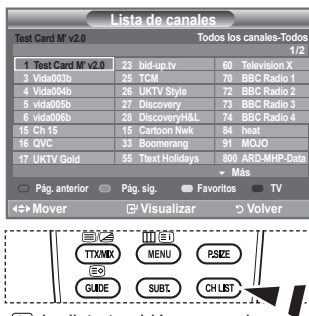 Lista de canales
Test Card M' v2.0 Todos los canales-Todos
1/2
1 Test Card M' v2.0 23 bid-up.tv 60 Television X
3 Vida003b 25 TCM 70 BBC Radio 1
4 Vida004b 26 UKTV Style 72 BBC Radio 2
5 vida005b 27 Discovery 73 BBC Radio 3
6 vida006b 28 DiscoveryH&L 74 BBC Radio 4
15 Ch 15 15 Cartoon Nwk 84 heat
16 QVC 33 Boomerang 91 MOJO
17 UKTV Gold 55 Ttext Holidays 800 ARD-MHP-Data
Más
Pág. anterior Pág. sig. Favoritos TV
Mover Visualizar Volver
TTX/MIX MENU P.SIZE
GUIDE SUBT. CH LIST